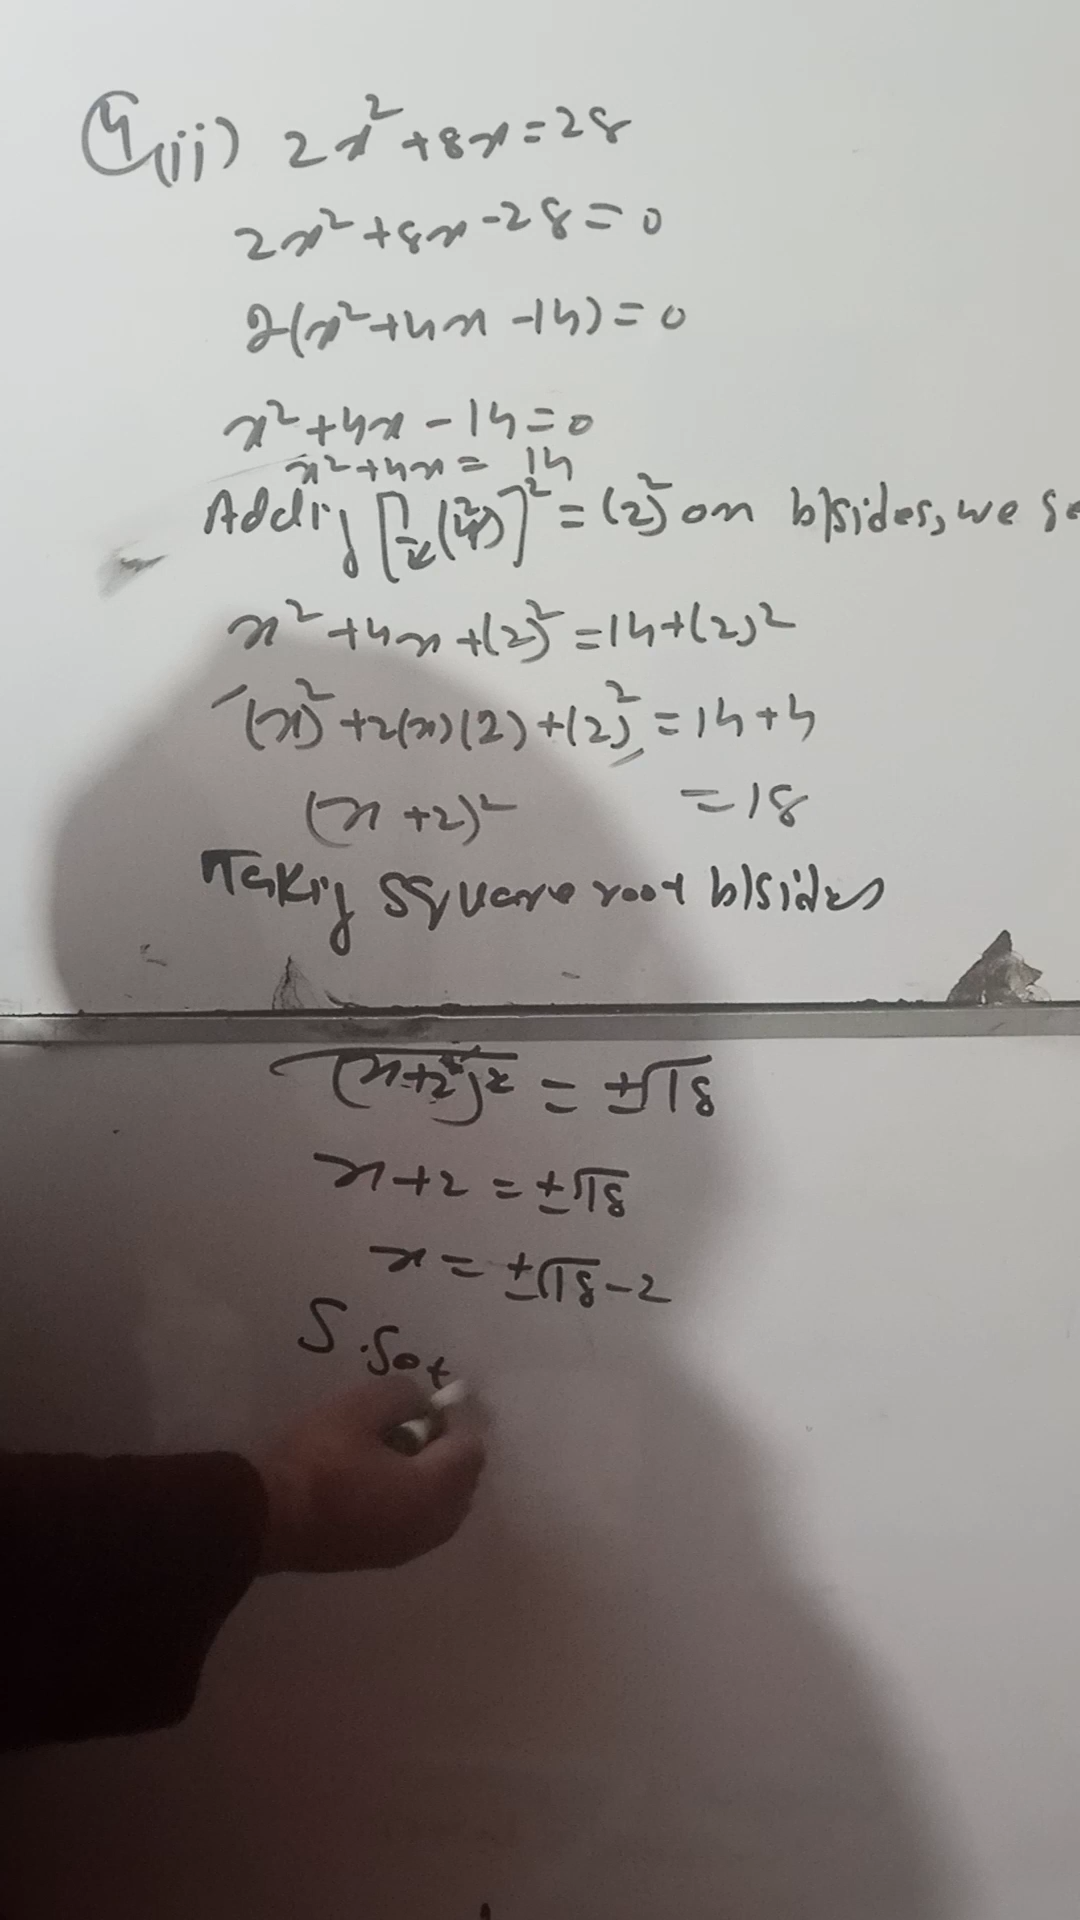 4(ii) 2x²+8x=28
2x²+8x-28=0
2(x²+4x-14)=0
x²+4x-14=0
x²+4x=14
Adding [1/2(4)]²=(2)² on b/sides, we ge
x²+4x+(2)²=14+(2)²
(x)²+2(x)(2)+(2)²=14+4
(x+2)² =18
Taking square root b/sides
√(x+2)²=±√18
x+2=±√18
x=±√18-2
S.Set